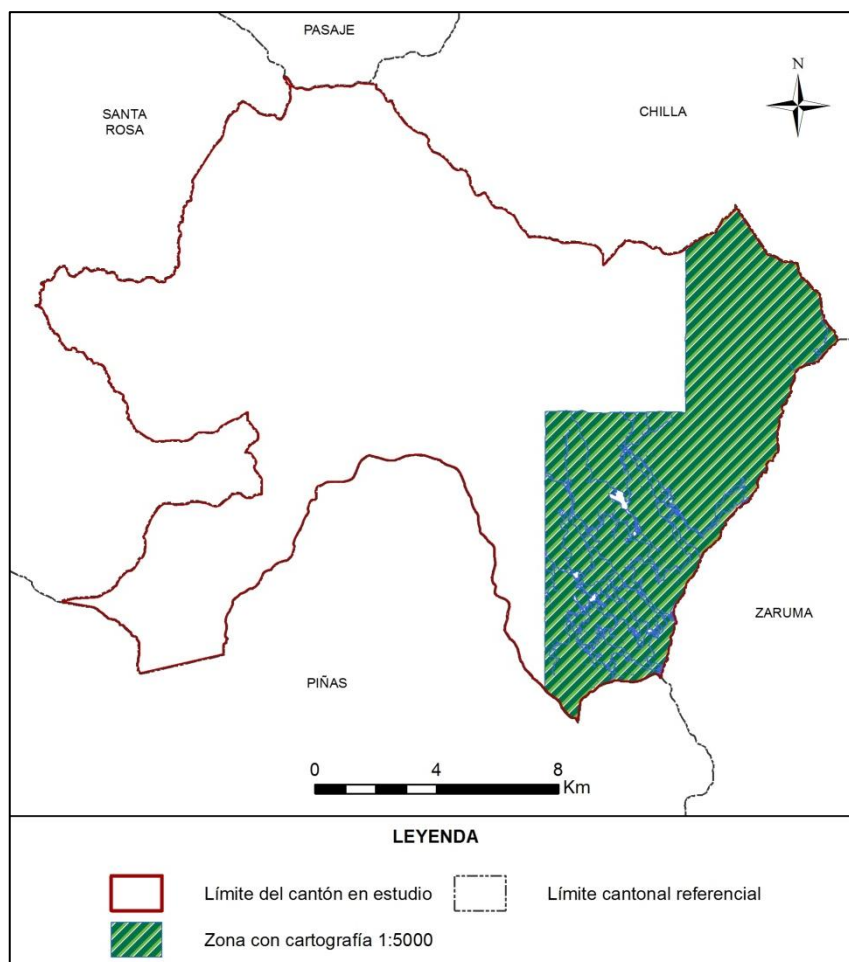 PASAJE
SANTA
ROSA
CHILLA
N
ZARUMA
PIÑAS
0 4 8
Km
LEYENDA
Límite del cantón en estudio
Límite cantonal referencial
Zona con cartografía 1:5000